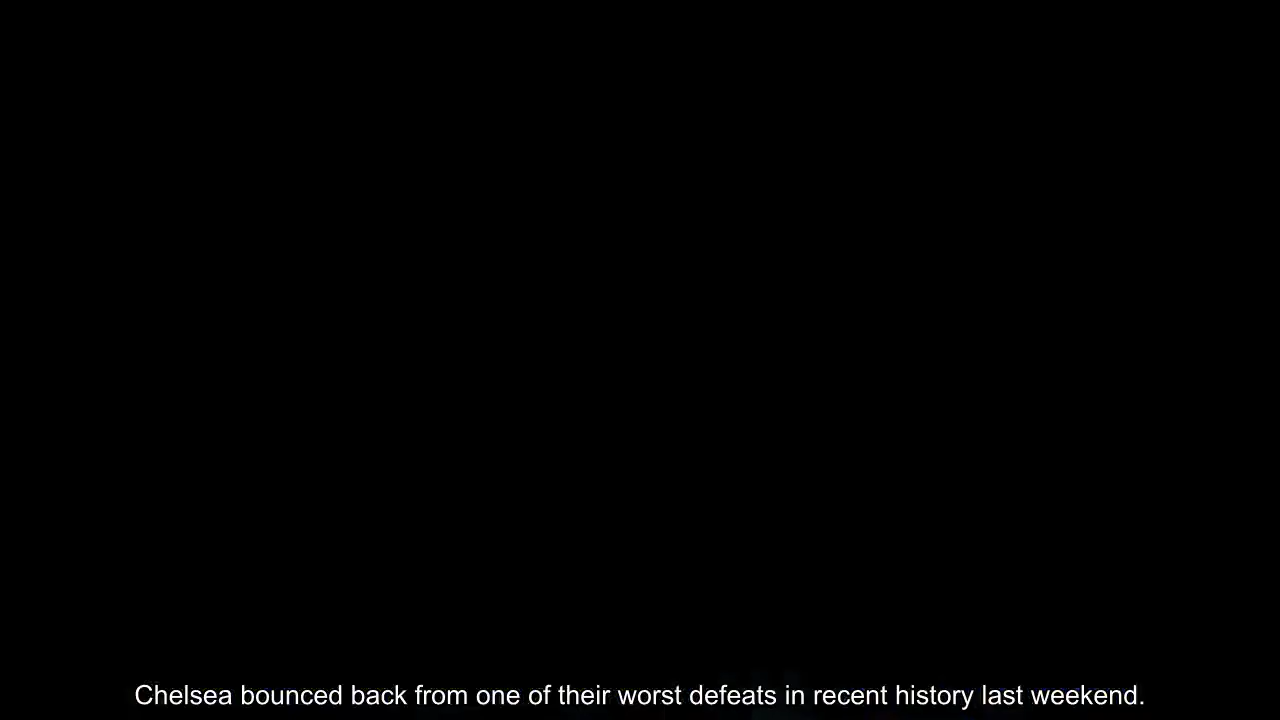 Chelsea bounced back from one of their worst defeats in recent history last weekend.